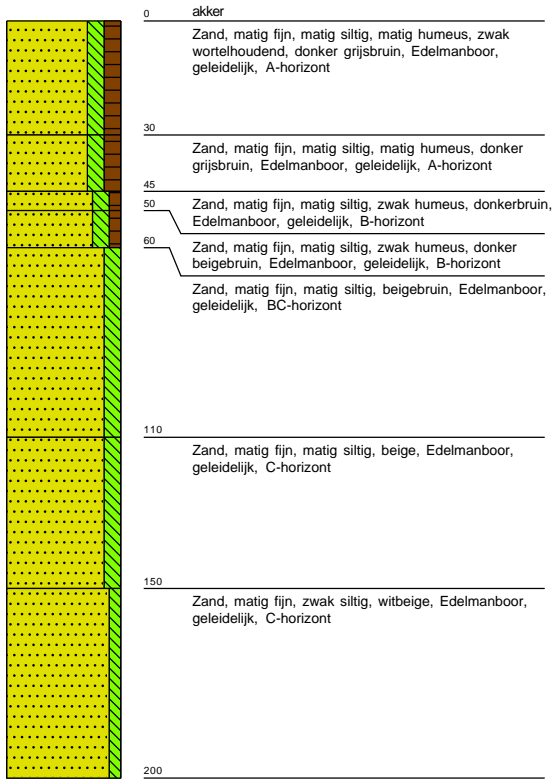 0 akker
Zand, matig fijn, matig siltig, matig humeus, zwak
wortelhoudend, donker grijsbruin, Edelmanboor,
geleidelijk, A-horizont
30
Zand, matig fijn, matig siltig, matig humeus, donker
grijsbruin, Edelmanboor, geleidelijk, A-horizont
45
Zand, matig fijn, matig siltig, zwak humeus, donkerbruin,
50
Edelmanboor, geleidelijk, B-horizont
60
Zand, matig fijn, matig siltig, zwak humeus, donker
beigebruin, Edelmanboor, geleidelijk, B-horizont
Zand, matig fijn, matig siltig, beigebruin, Edelmanboor,
geleidelijk, BC-horizont
110
Zand, matig fijn, matig siltig, beige, Edelmanboor,
geleidelijk, C-horizont
150
Zand, matig fijn, zwak siltig, witbeige, Edelmanboor,
geleidelijk, C-horizont
200